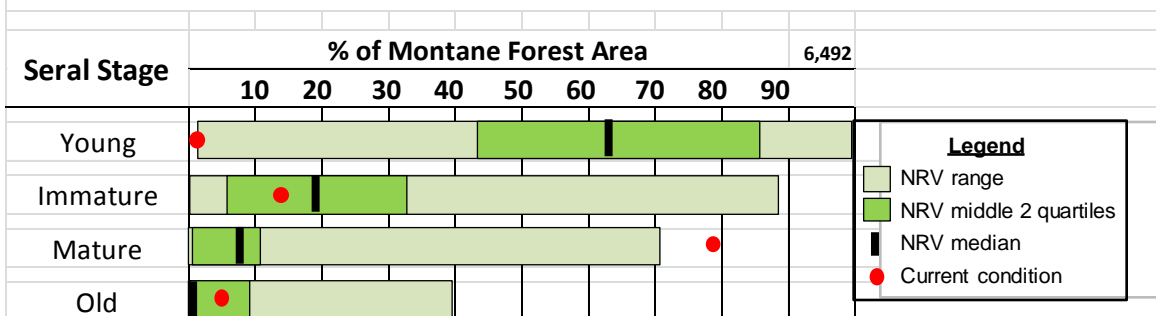 % of Montane Forest Area 6,492
Seral Stage
10 20 30 40 50 60 70 80 90
Young
Immature
Mature
Old
Legend
NRV range
NRV middle 2 quartiles
NRV median
Current condition